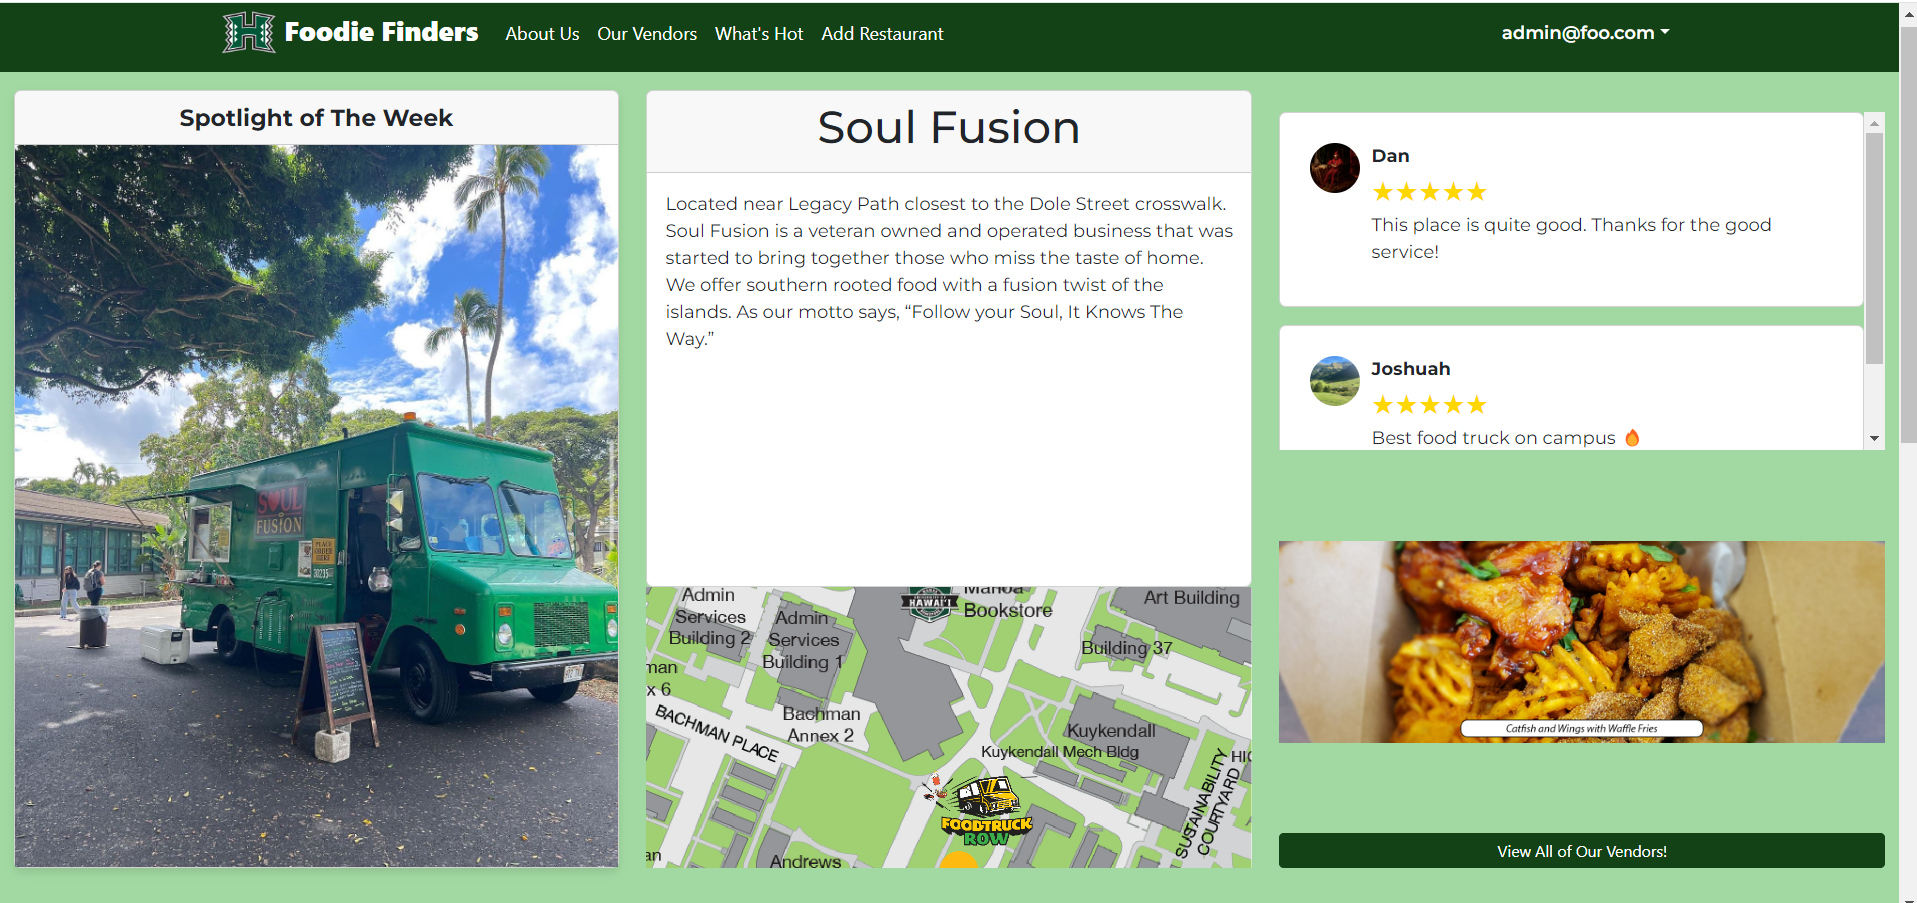 Foodie Finders
About Us
Our Vendors
What's Hot
Add Restaurant
admin@foo.com
Spotlight of The Week
SOUL
FUSION
PLACE
ORDER
HERE
Soul Fusion
Located near Legacy Path closest to the Dole Street crosswalk.
Soul Fusion is a veteran owned and operated business that was
started to bring together those who miss the taste of home.
We offer southern rooted food with a fusion twist of the
islands. As our motto says, “Follow your Soul, It Knows The
Way.”
Admin
Services
Building 2
Admin
Services
Building 1
HAWAI'I
Manoa
Bookstore
Art Building
Building 37
man
x 6
BACHMAN PLACE
Bachman
Annex 2
Kuykendall
Kuykendall Mech Bldg
SUSTAINABILITY
COURTYARD
HIG
FOODTRUCK
ROW
an
Andrews
Dan
This place is quite good. Thanks for the good
service!
Joshuah
Best food truck on campus 🔥
Catfish and Wings with Waffle Fries
View All of Our Vendors!